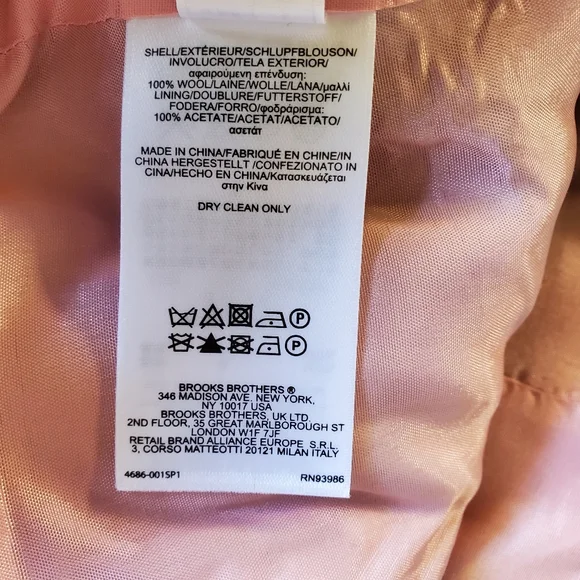 SHELL/EXTÉRIEUR/SCHLUPFBLOUSON/
INVOLUCRO/TELA EXTERIOR/
αφαιρούμενη επένδυση:
100% WOOL/LAINE/WOLLE/LANA/μαλλί
LINING/DOUBLURE/FUTTERSTOFF/
FODERA/FORRO/φοδράρισμα:
100% ACETATE/ACETAT/ACETATO/
ασετάτ
MADE IN CHINA/FABRIQUÉ EN CHINE/IN
CHINA HERGESTELLT /CONFEZIONATO IN
CINA/HECHO EN CHINA/Κατασκευάζεται
στην Κίνα
DRY CLEAN ONLY
P
P
BROOKS BROTHERS ®
346 MADISON AVE. NEW YORK,
NY 10017 USA
BROOKS BROTHERS, UK LTD.
2ND FLOOR, 35 GREAT MARLBOROUGH ST
LONDON W1F 7JF
RETAIL BRAND ALLIANCE EUROPE S.R.L.
3, CORSO MATTEOTTI 20121 MILAN ITALY
4686-001SP1 RN93986